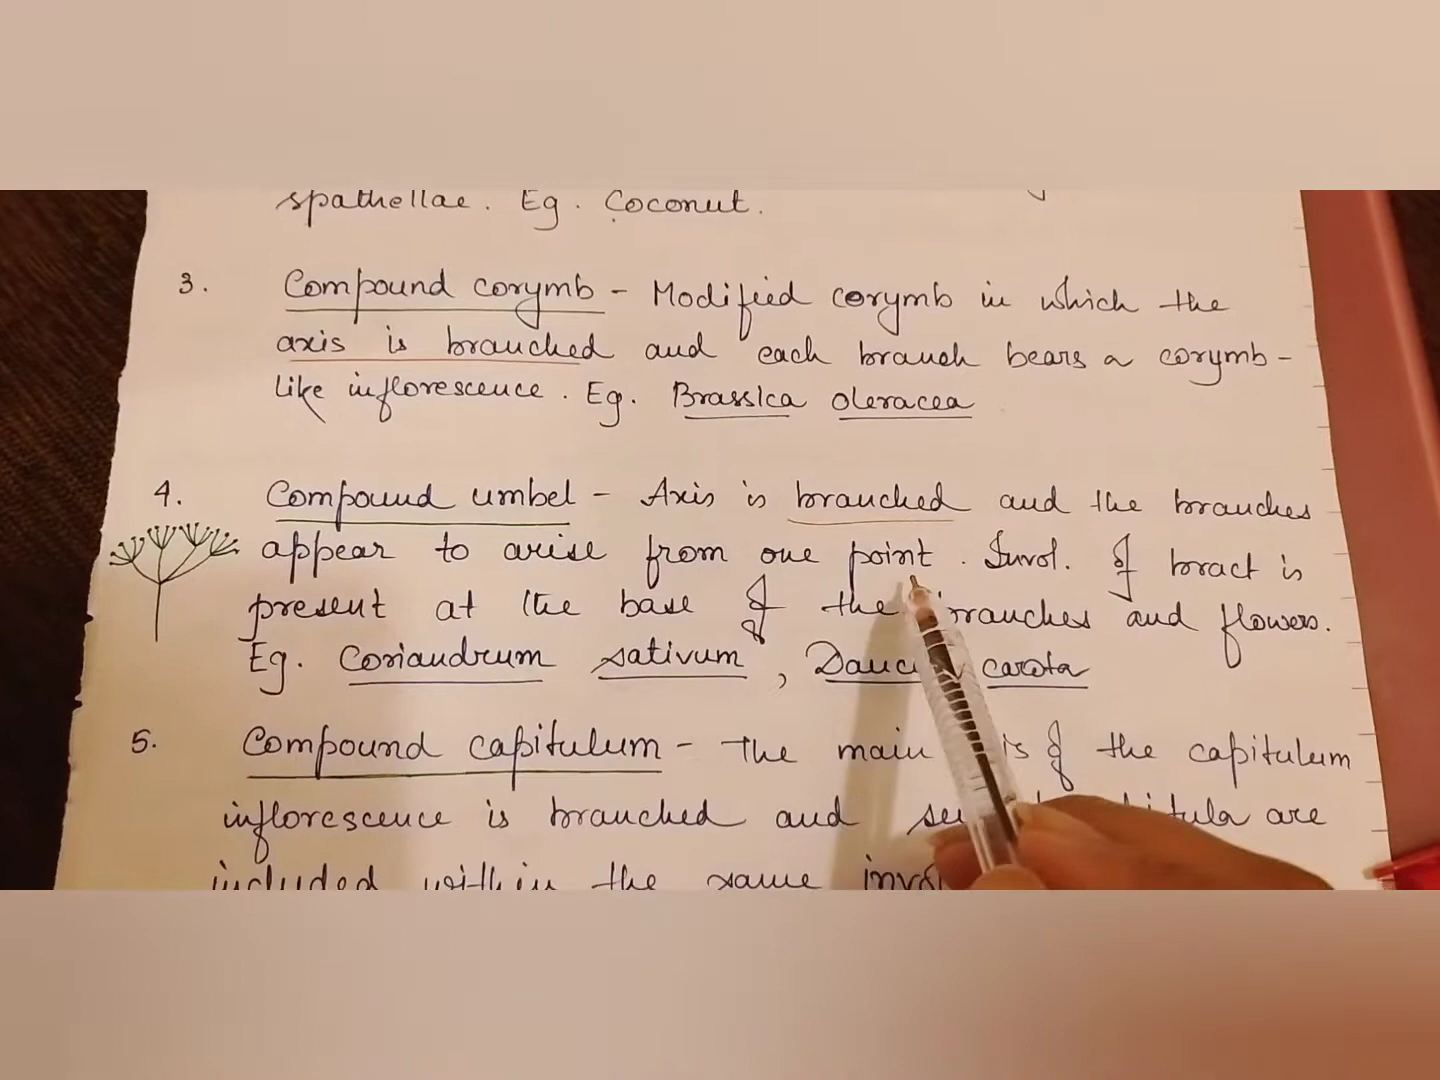 spathellae. Eg. Coconut.
3. Compound corymb - Modified corymb in which the
axis is branched and each branch bears a corymb-
like inflorescence. Eg. Brassica oleracea
4. Compound umbel - Axis is branched and the branches
appear to arise from one point. Invol. of bract is
present at the base of the branches and flowers.
Eg. Coriandrum sativum, Daucus carota
5. Compound capitulum - The main axis of the capitulum
inflorescence is branched and are
included within the same